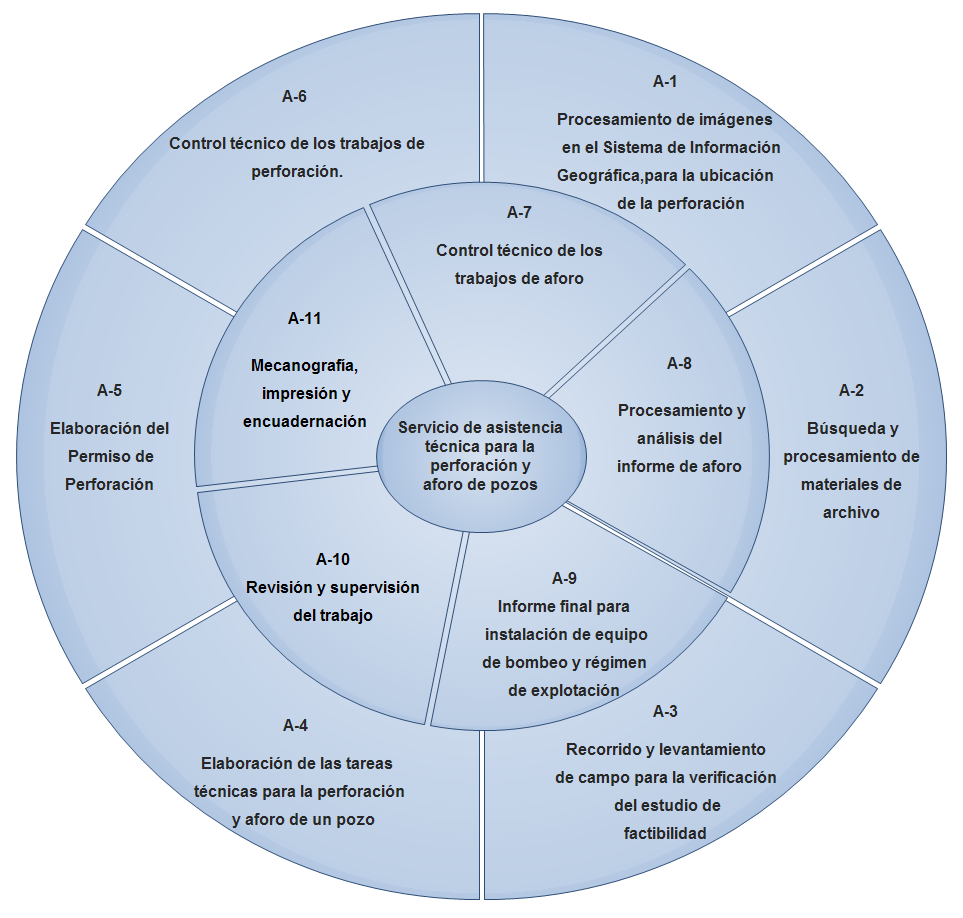 A-1
Procesamiento de imágenes
en el Sistema de Información
Geográfica,para la ubicación
de la perforación
A-2
Búsqueda y
procesamiento de
materiales de
archivo
A-3
Recorrido y levantamiento
de campo para la verificación
del estudio de
factibilidad
A-4
Elaboración de las tareas
técnicas para la perforación
y aforo de un pozo
A-5
Elaboración del
Permiso de
Perforación
A-6
Control técnico de los trabajos de
perforación.
A-7
Control técnico de los
trabajos de aforo
A-8
Procesamiento y
análisis del
informe de aforo
A-9
Informe final para
instalación de equipo
de bombeo y régimen
de explotación
A-10
Revisión y supervisión
del trabajo
A-11
Mecanografía,
impresión y
encuadernación
Servicio de asistencia
técnica para la
perforación y
aforo de pozos